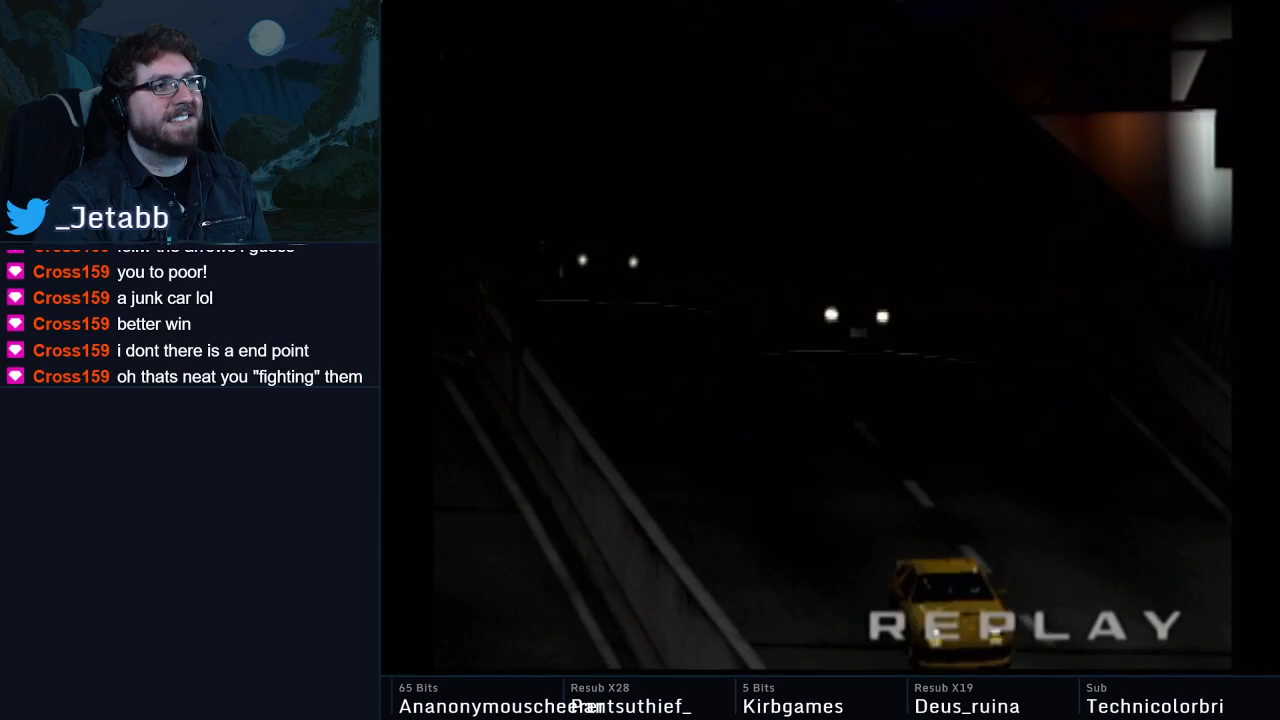 _Jetabb
Cross159 you to poor!
Cross159 a junk car lol
Cross159 better win
Cross159 i dont there is a end point
Cross159 oh thats neat you "fighting" them
REPLAY
65 Bits
Resub X28
5 Bits
Resub X19
Sub
Pentsuthief_
Kirbgames
Deus_ruina
Technicolorbri